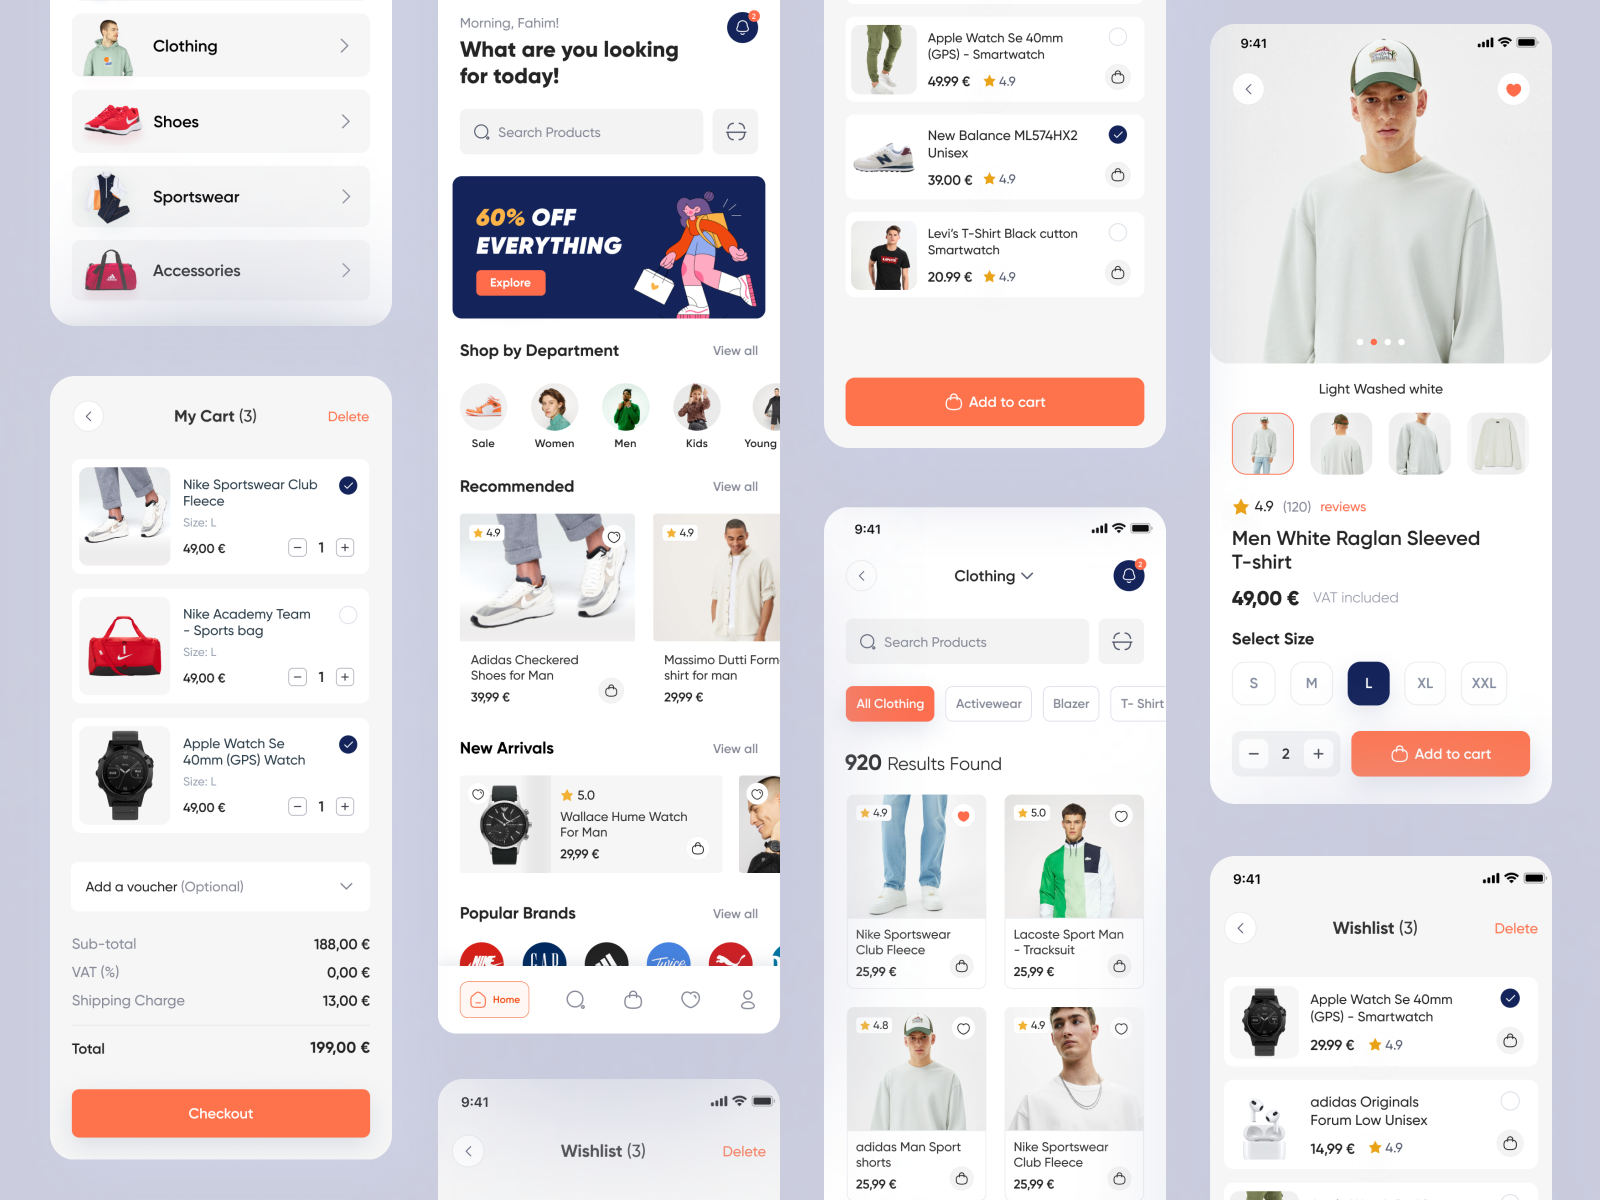 Clothing
Shoes
Sportswear
Accessories
My Cart (3)
Delete
Nike Sportswear Club
Fleece
Size: L
49,00 €
1
Nike Academy Team
- Sports bag
Size: L
49,00 €
1
Apple Watch Se
40mm (GPS) Watch
Size: L
49,00 €
1
Add a voucher (Optional)
Sub-total
188,00 €
VAT (%)
0,00 €
Shipping Charge
13,00 €
Total
199,00 €
Checkout
Morning, Fahim!
2
What are you looking
for today!
Search Products
60% OFF
EVERYTHING
Explore
Shop by Department
View all
Sale
Women
Men
Kids
Young
Recommended
View all
4.9
Adidas Checkered
Shoes for Man
39,99 €
4.9
Massimo Dutti Form
shirt for man
29,99 €
New Arrivals
View all
5.0
Wallace Hume Watch
For Man
29,99 €
Popular Brands
View all
NIKE
GAP
Twice
Home
9:41
Wishlist (3)
Delete
Apple Watch Se 40mm
(GPS) - Smartwatch
49.99 €
4.9
New Balance ML574HX2
Unisex
39.00 €
4.9
Levi's T-Shirt Black cutton
Smartwatch
20.99 €
4.9
Add to cart
9:41
Clothing
2
Search Products
All Clothing
Activewear
Blazer
T- Shirt
920 Results Found
4.9
Nike Sportswear
Club Fleece
25,99 €
5.0
Lacoste Sport Man
- Tracksuit
25,99 €
4.8
adidas Man Sport
shorts
25,99 €
4.9
Nike Sportswear
Club Fleece
25,99 €
9:41
Light Washed white
4.9 (120) reviews
Men White Raglan Sleeved
T-shirt
49,00 €
VAT included
Select Size
S
M
L
XL
XXL
2
Add to cart
9:41
Wishlist (3)
Delete
Apple Watch Se 40mm
(GPS) - Smartwatch
29.99 €
4.9
adidas Originals
Forum Low Unisex
14,99 €
4.9